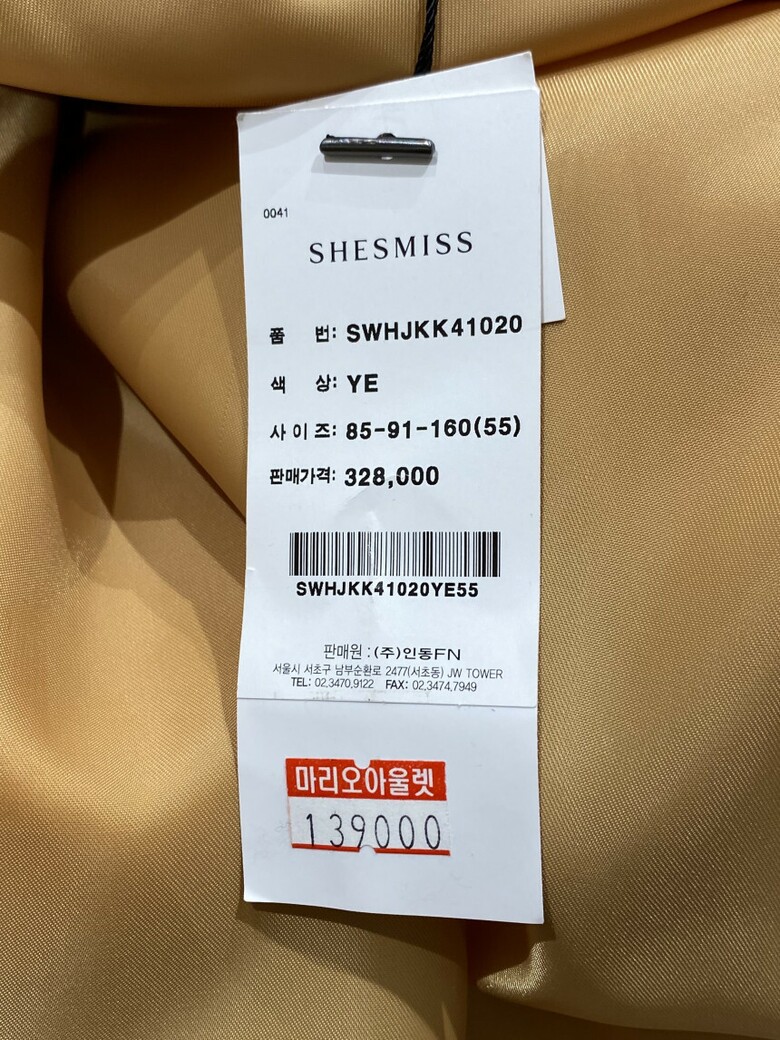 0041
SHESMISS
품 번: SWHJKK41020
색 상: YE
사 이 즈: 85-91-160(55)
판매가격: 328,000
SWHJKK41020YE55
판매원 : (주)인동FN
서울시 서초구 남부순환로 2477(서초동) JW TOWER
TEL: 02.3470.9122 FAX: 02.3474.7949
마리오아울렛
139000